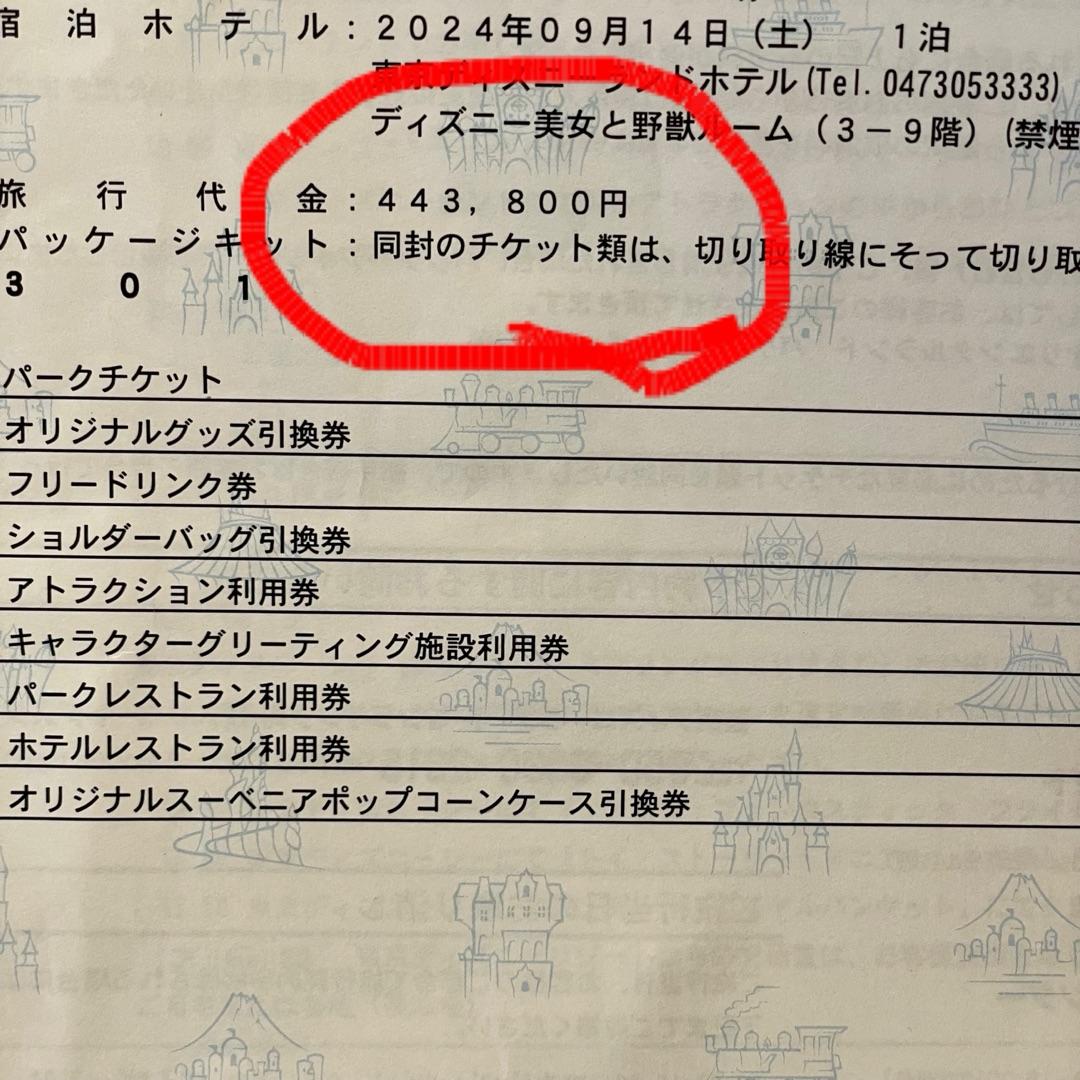 宿泊ホテル：2024年09月14日（土）　1泊
東京ディズニーランドホテル(Tel. 0473053333)
ディズニー美女と野獣ルーム（3－9階）(禁煙
旅行代金：443，800円
パッケージキット：同封のチケット類は、切り取り線にそって切り取
3 0 1
パークチケット
オリジナルグッズ引換券
フリードリンク券
ショルダーバッグ引換券
アトラクション利用券
キャラクターグリーティング施設利用券
パークレストラン利用券
ホテルレストラン利用券
オリジナルスーベニアポップコーンケース引換券